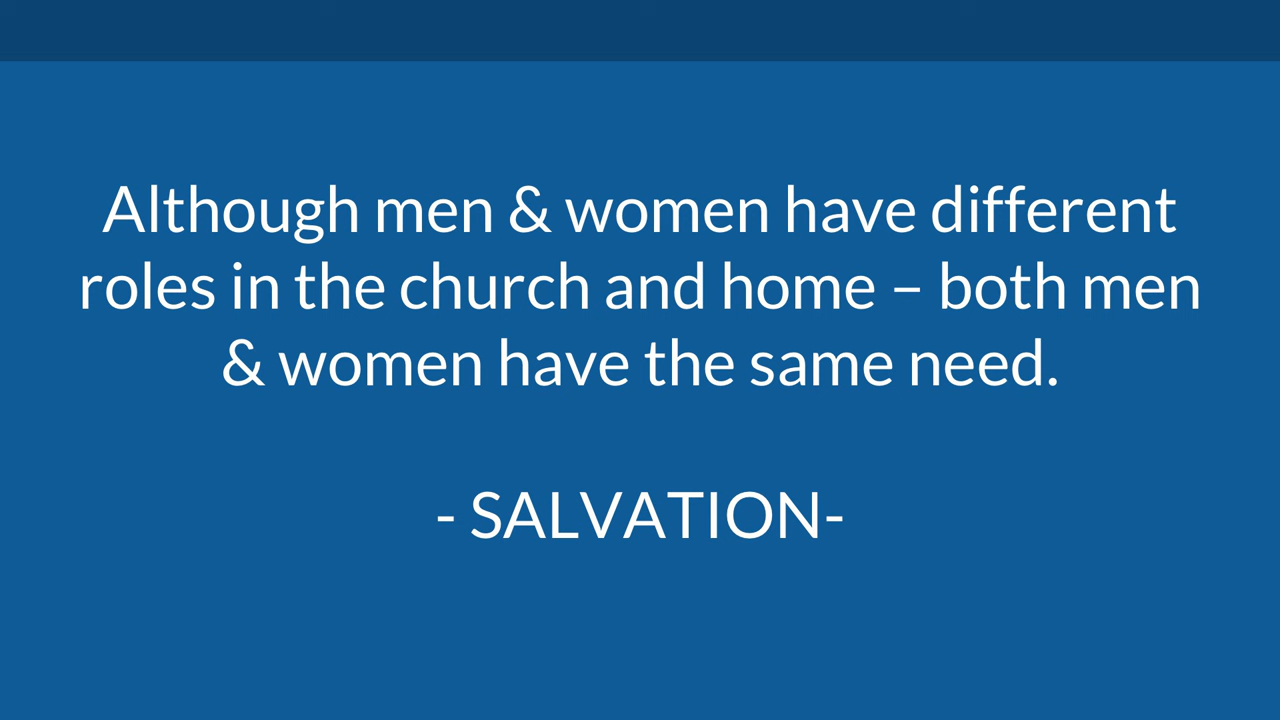 Although men & women have different
roles in the church and home – both men
& women have the same need.
- SALVATION-